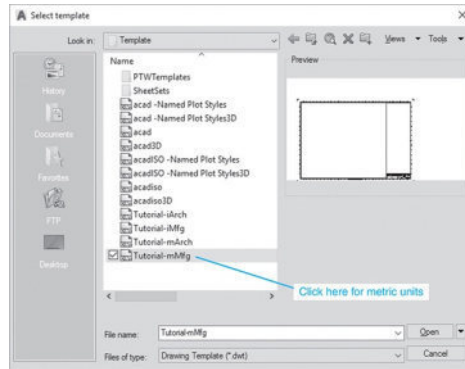 Select template
Look in:
Template
Views
Tools
History
Documents
Favorites
FTP
Desktop
Name
PTWTemplates
SheetSets
acad -Named Plot Styles
acad -Named Plot Styles3D
acad
acad3D
acadISO -Named Plot Styles
acadISO -Named Plot Styles3D
acadiso
acadiso3D
Tutorial-iArch
Tutorial-iMfg
Tutorial-mArch
Tutorial-mMfg
Preview
Click here for metric units
File name:
Tutorial-mMfg
Open
Files of type:
Drawing Template (*.dwt)
Cancel